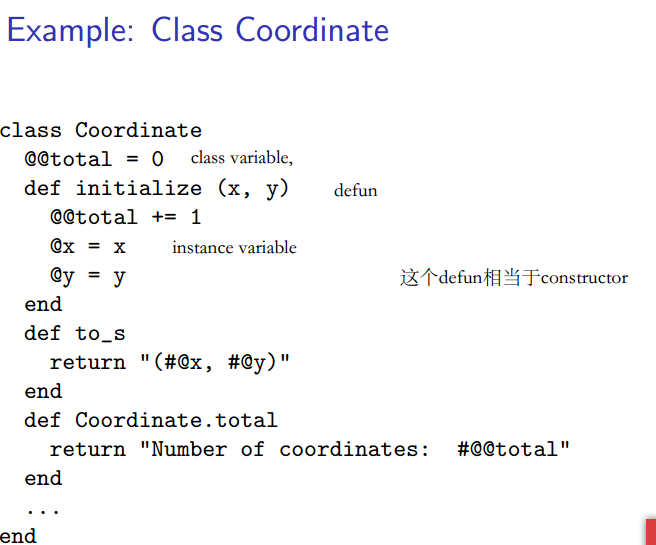 Example: Class Coordinate
class Coordinate
@@total = 0 class variable,
def initialize (x, y) defun
@@total += 1
@x = x instance variable
@y = y 这个defun相当于constructor
end
def to_s
return "(#@x, #@y)"
end
def Coordinate.total
return "Number of coordinates: #@@total"
end
...
end